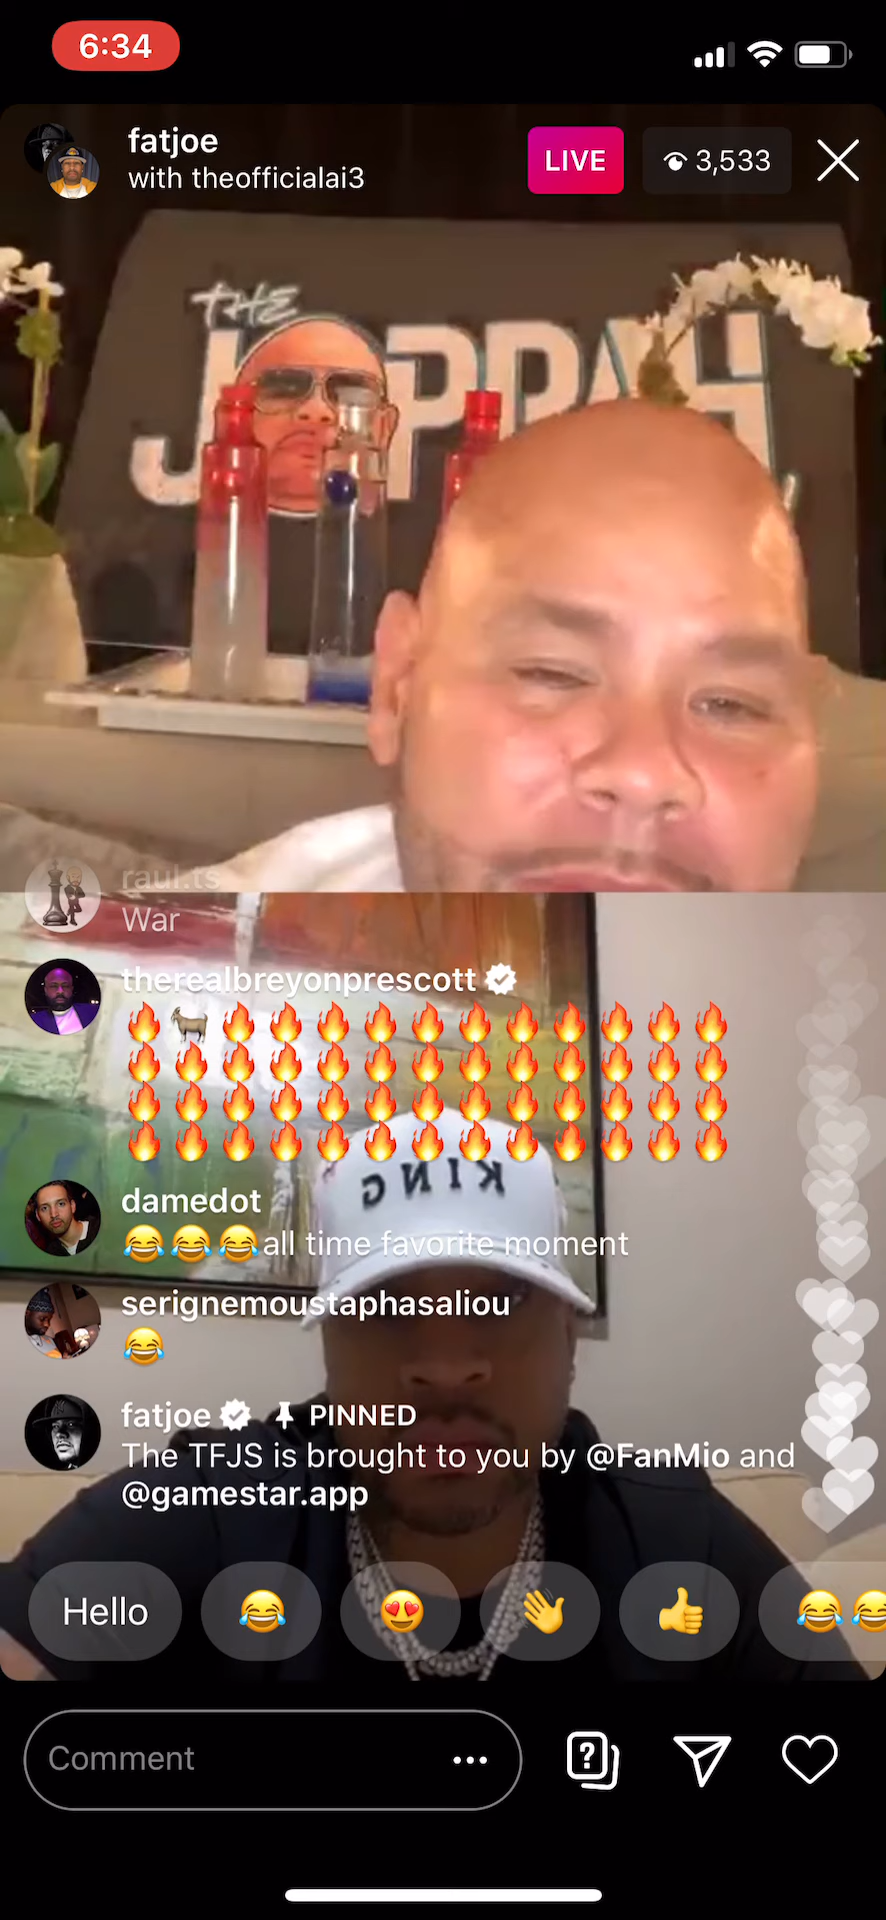 6:34
fatjoe
with theofficialai3
LIVE
3,533
THE
JOPPAH
raul.ts
War
therealbreyonprescott
🔥🐐🔥🔥🔥🔥🔥🔥🔥🔥🔥🔥🔥
🔥🔥🔥🔥🔥🔥🔥🔥🔥🔥🔥🔥🔥
🔥🔥🔥🔥🔥🔥🔥🔥🔥🔥🔥🔥🔥
🔥🔥🔥🔥🔥🔥🔥🔥🔥🔥🔥🔥🔥
KING
damedot
😂😂😂all time favorite moment
serignemoustaphasaliou
😂
fatjoe PINNED
The TFJS is brought to you by @FanMio and
@gamestar.app
Hello 😂 😍 👋 👍 😂😂
Comment